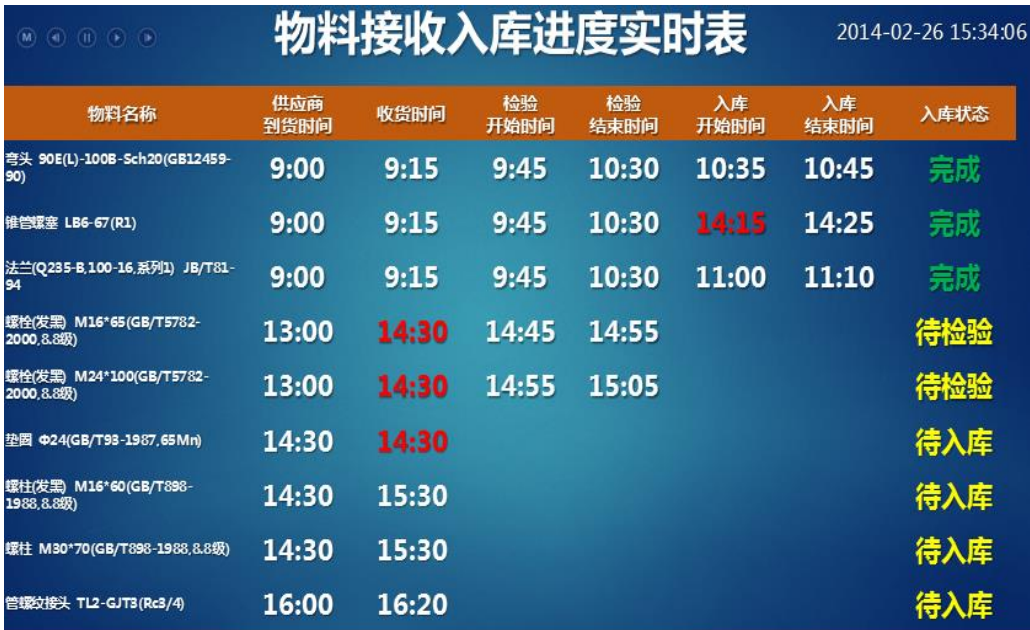 物料接收入库进度实时表
2014-02-26 15:34:06
M
物料名称 供应商到货时间 收货时间 检验开始时间 检验结束时间 入库开始时间 入库结束时间 入库状态
弯头 90E(L)-100B-Sch20(GB12459-
90)
9:00 9:15 9:45 10:30 10:35 10:45 完成
锥管螺塞 LB6-67(R1) 9:00 9:15 9:45 10:30 14:15 14:25 完成
法兰(Q235-B,100-16,系列1) JB/T81-
94
9:00 9:15 9:45 10:30 11:00 11:10 完成
螺栓(发黑) M16*65(GB/T5782-
2000,8.8级)
13:00 14:30 14:45 14:55 待检验
螺栓(发黑) M24*100(GB/T5782-
2000,8.8级)
13:00 14:30 14:55 15:05 待检验
垫圈 Φ24(GB/T93-1987,65Mn) 14:30 14:30 待入库
螺柱(发黑) M16*60(GB/T898-
1988,8.8级)
14:30 15:30 待入库
螺柱 M30*70(GB/T898-1988,8.8级) 14:30 15:30 待入库
管螺纹接头 TL2-GJT3(Rc3/4) 16:00 16:20 待入库